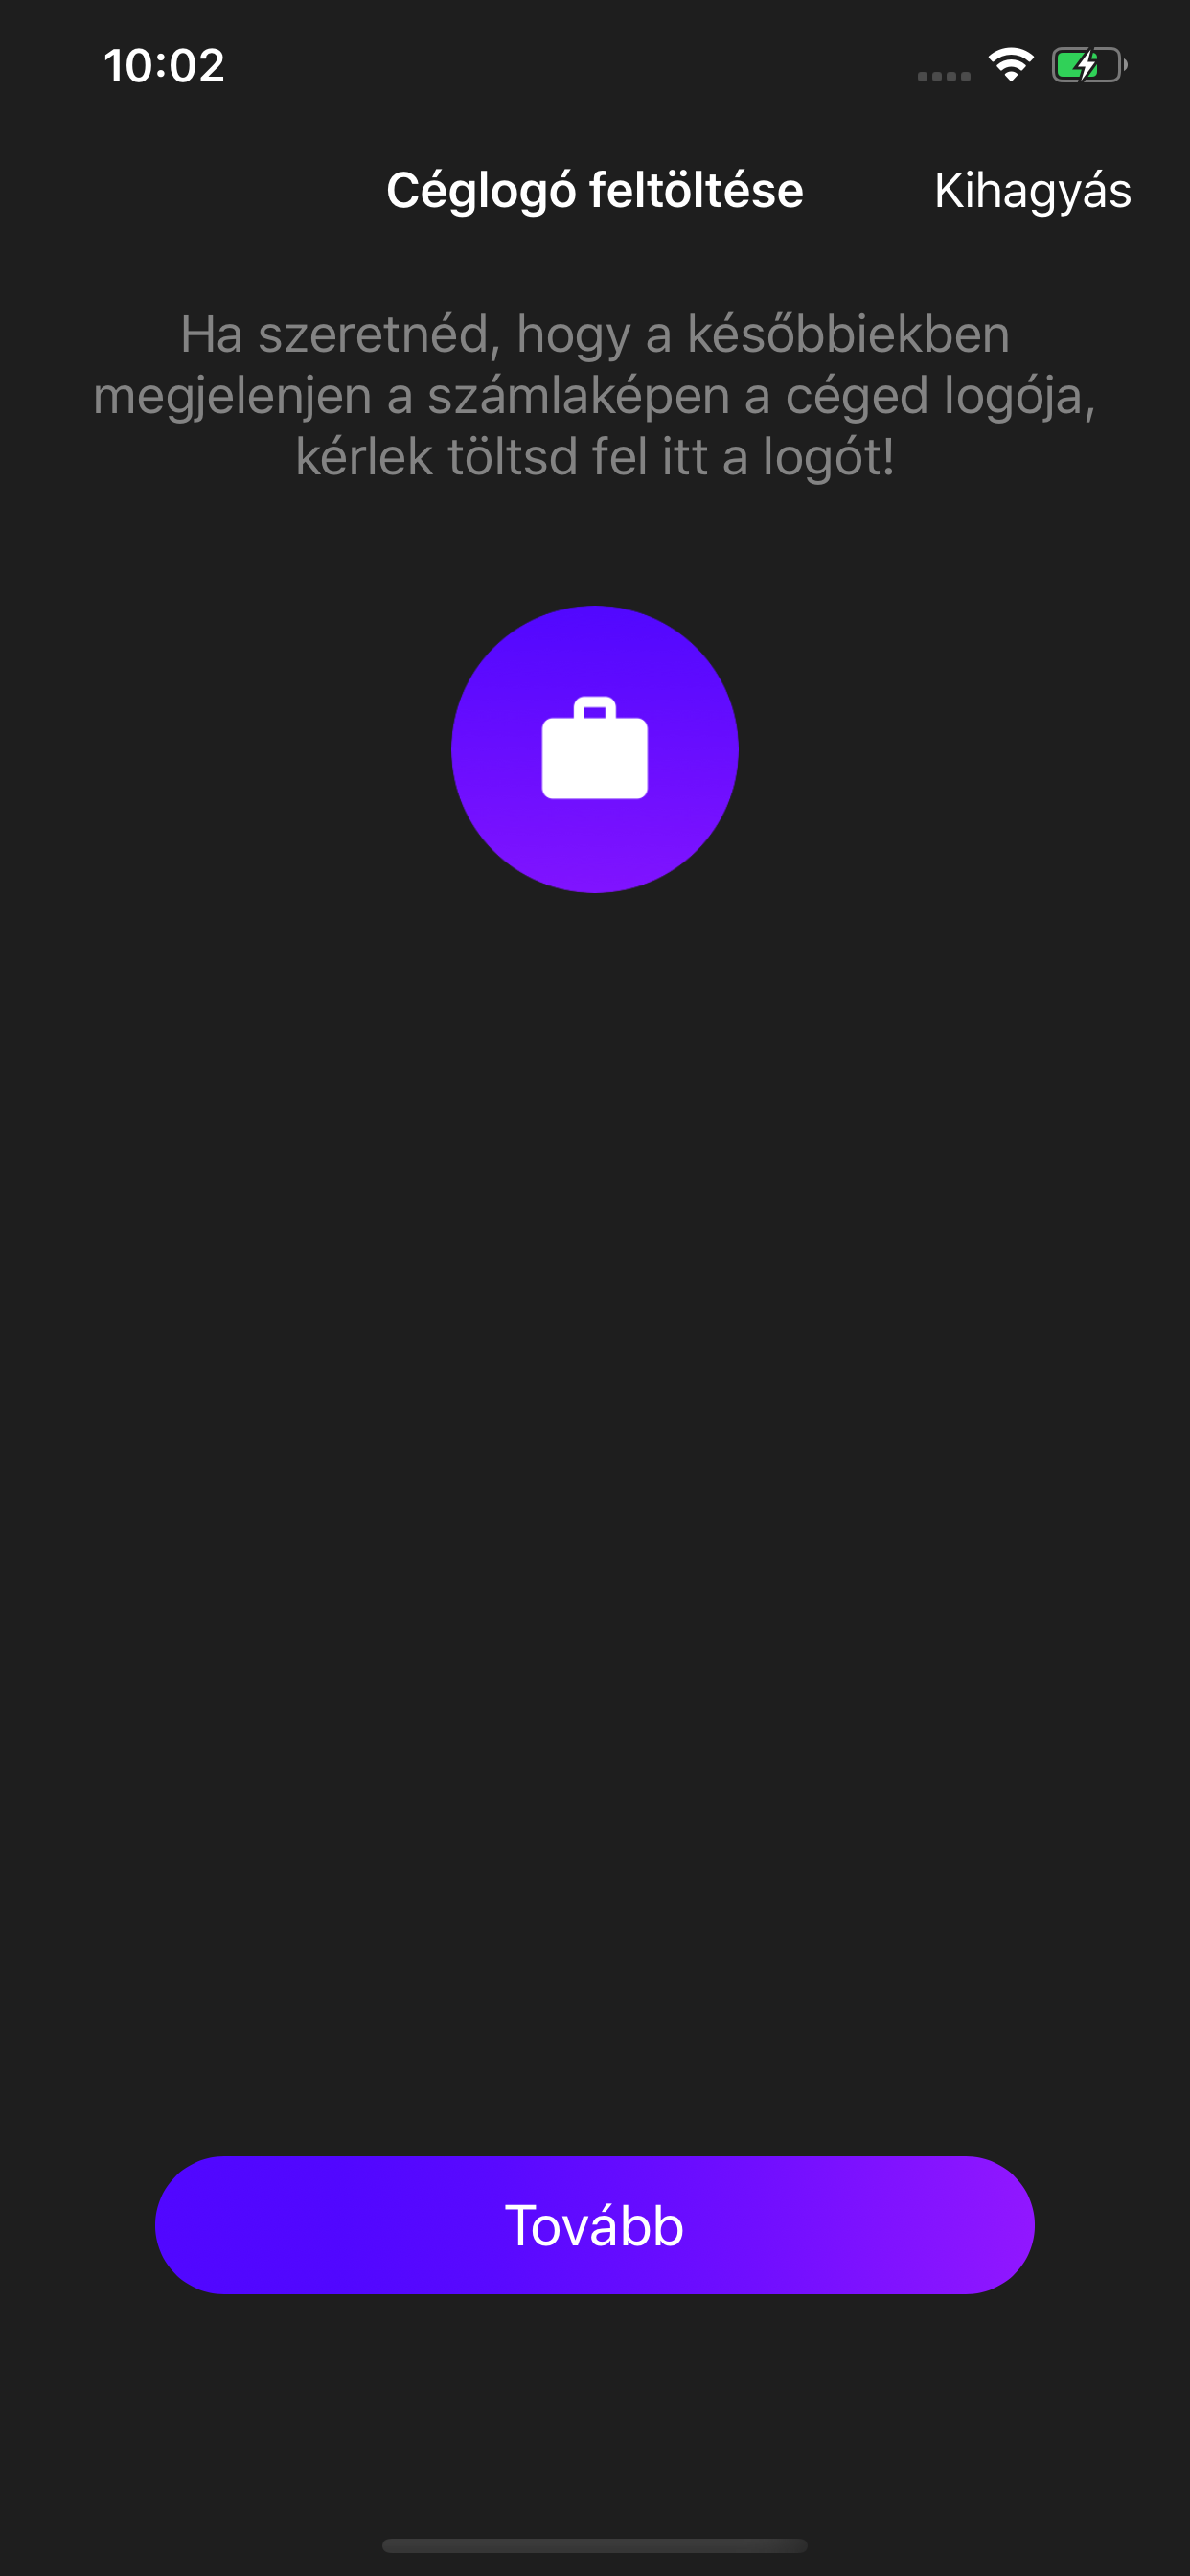 10:02
Céglogó feltöltése
Kihagyás
Ha szeretnéd, hogy a későbbiekben
megjelenjen a számlaképen a céged logója,
kérlek töltsd fel itt a logót!
Tovább